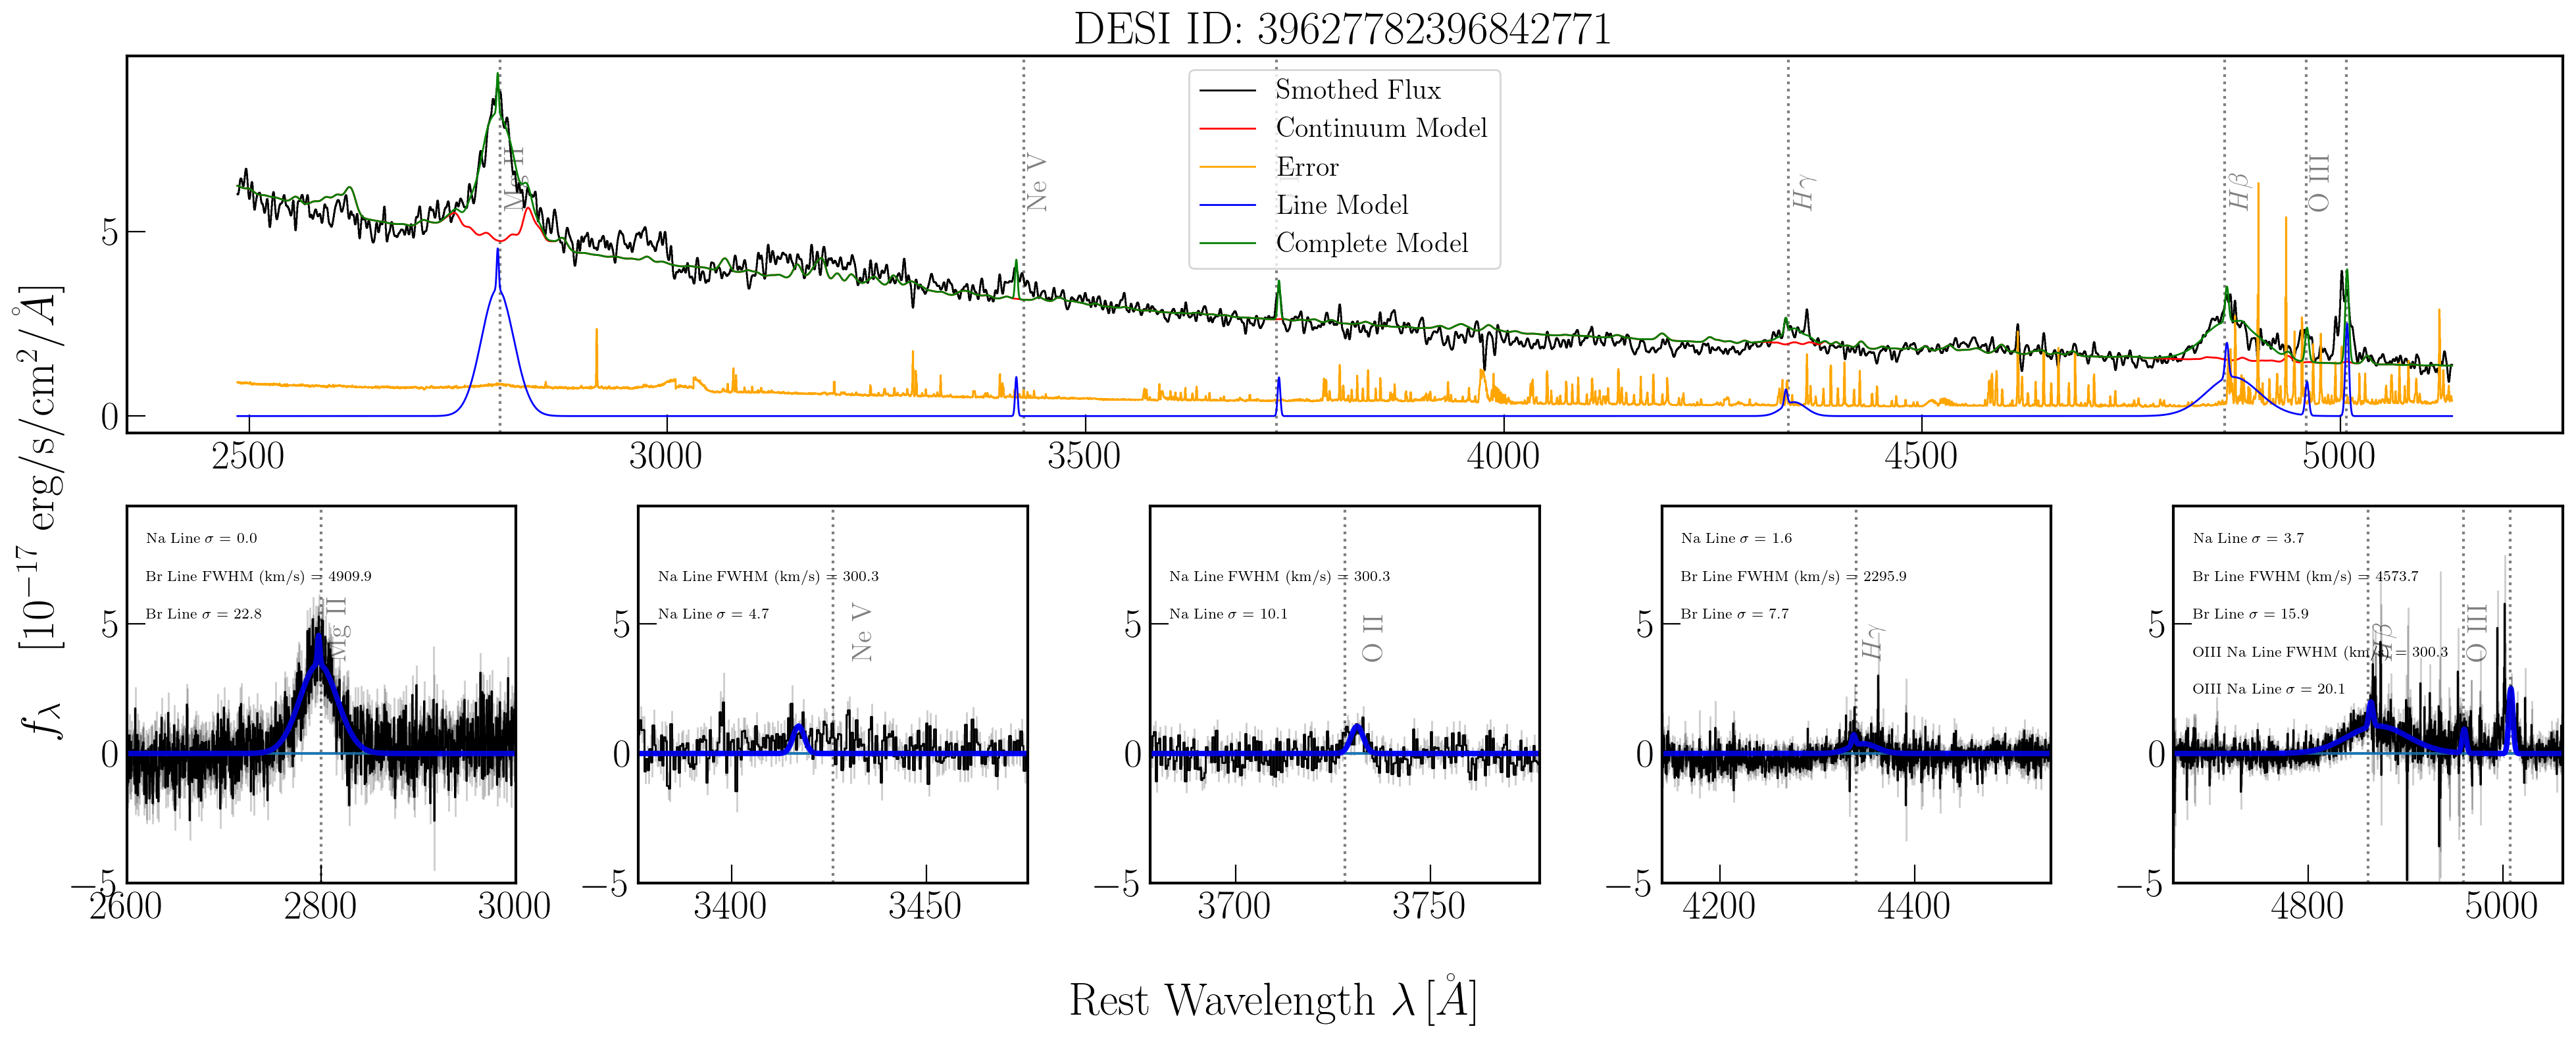 DESI ID: 39627782396842771
Smothed Flux
Continuum Model
Error
Line Model
Complete Model
Mg II
Ne V
Hγ
Hβ
O III
5
0
2500 3000 3500 4000 4500 5000
f_λ [10⁻¹⁷ erg/s/cm²/Å]
Na Line σ = 0.0
Br Line FWHM (km/s) = 4909.9
Br Line σ = 22.8
Mg II
5
0
−5
2600 2800 3000
Na Line FWHM (km/s) = 300.3
Na Line σ = 4.7
Ne V
5
0
−5
3400 3450
Na Line FWHM (km/s) = 300.3
Na Line σ = 10.1
O II
5
0
−5
3700 3750
Na Line σ = 1.6
Br Line FWHM (km/s) = 2295.9
Br Line σ = 7.7
Hγ
5
0
−5
4200 4400
Na Line σ = 3.7
Br Line FWHM (km/s) = 4573.7
Br Line σ = 15.9
OIII Na Line FWHM (km/s) = 300.3
OIII Na Line σ = 20.1
Hβ
O III
5
0
−5
4800 5000
Rest Wavelength λ [Å]